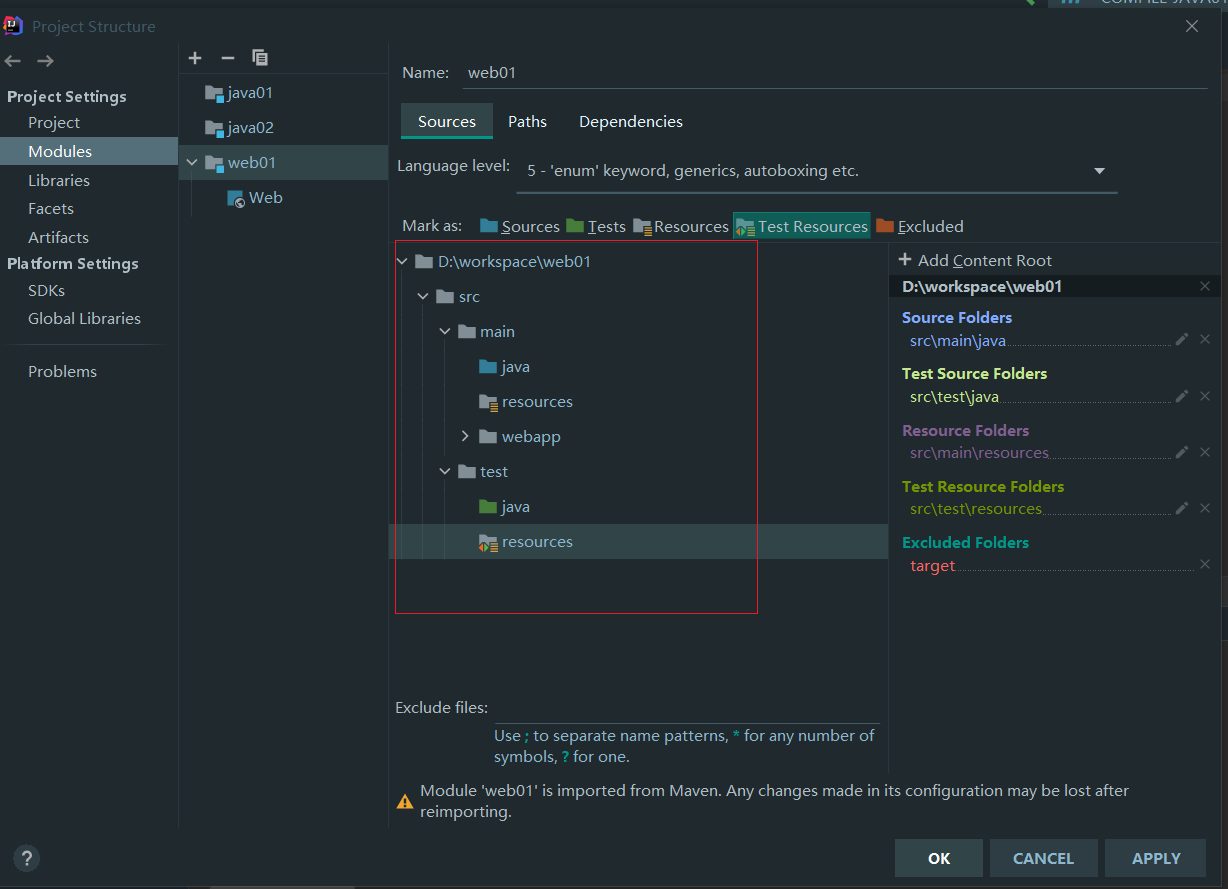 Project Structure
Project Settings
Project
Modules
Libraries
Facets
Artifacts
Platform Settings
SDKs
Global Libraries
Problems
java01
java02
web01
Web
Name: web01
Sources Paths Dependencies
Language level: 5 - 'enum' keyword, generics, autoboxing etc.
Mark as: Sources Tests Resources Test Resources Excluded
D:\workspace\web01
src
main
java
resources
webapp
test
java
resources
+ Add Content Root
D:\workspace\web01
Source Folders
src\main\java
Test Source Folders
src\test\java
Resource Folders
src\main\resources
Test Resource Folders
src\test\resources
Excluded Folders
target
Exclude files:
Use ; to separate name patterns, * for any number of
symbols, ? for one.
Module 'web01' is imported from Maven. Any changes made in its configuration may be lost after
reimporting.
?
OK CANCEL APPLY